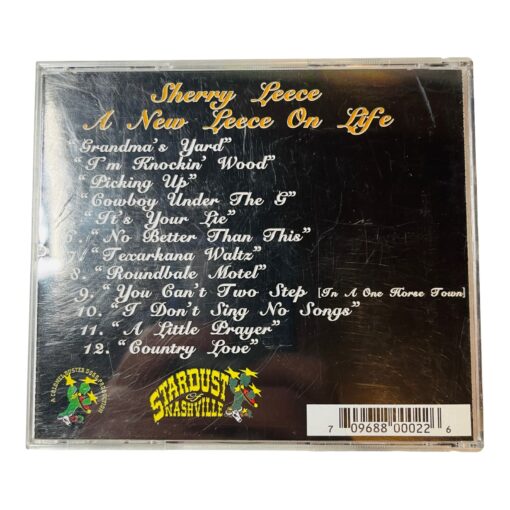 Sherry Leece
A New Leece On Life
"Grandma's Yard"
"I'm Knockin' Wood"
"Picking Up"
"Cowboy Under The G"
"It's Your Lie"
6. "No Better Than This"
7. "Texarkana Waltz"
8. "Roundbale Motel"
9. "You Can't Two Step [In A One Horse Town]
10. "I Don't Sing No Songs"
11. "A Little Prayer"
12. "Country Love"
STARDUST
of
NASHVILLE
7 09688 00022 6